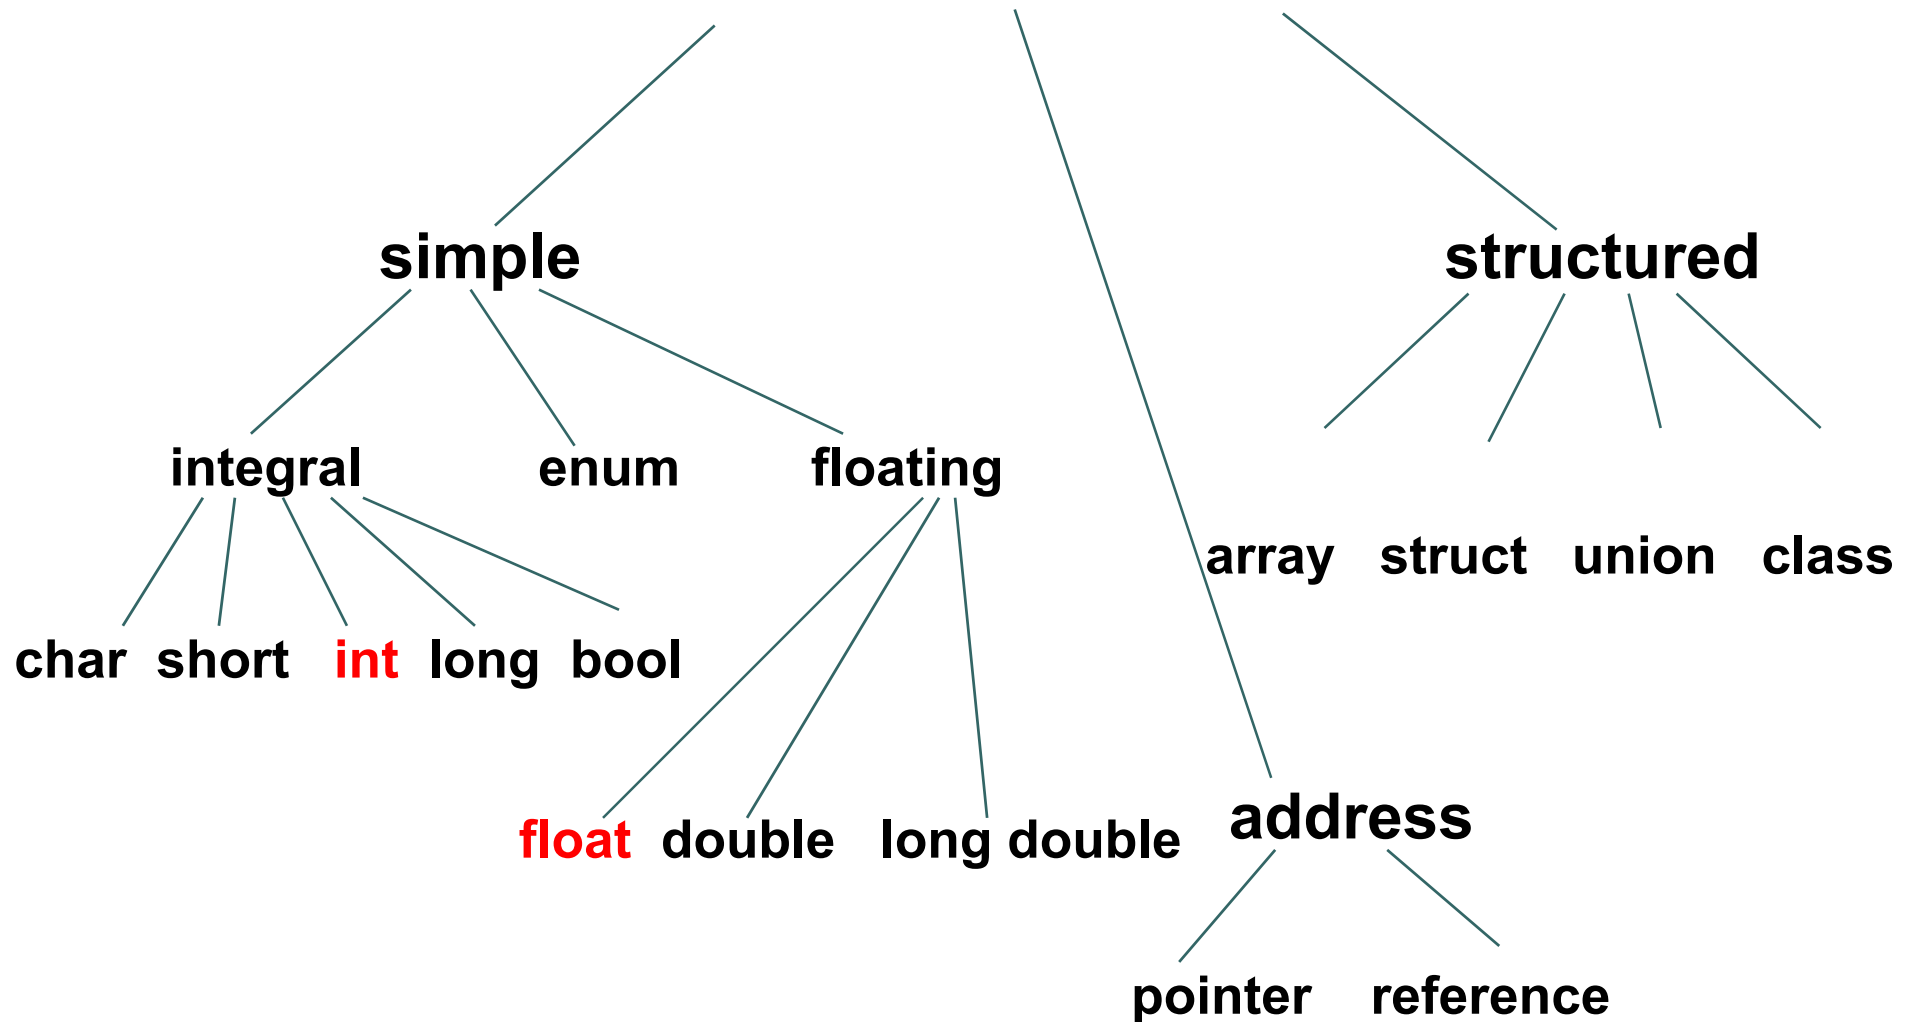 simple structured
integral enum floating
array struct union class
char short int long bool
float double long double address
pointer reference